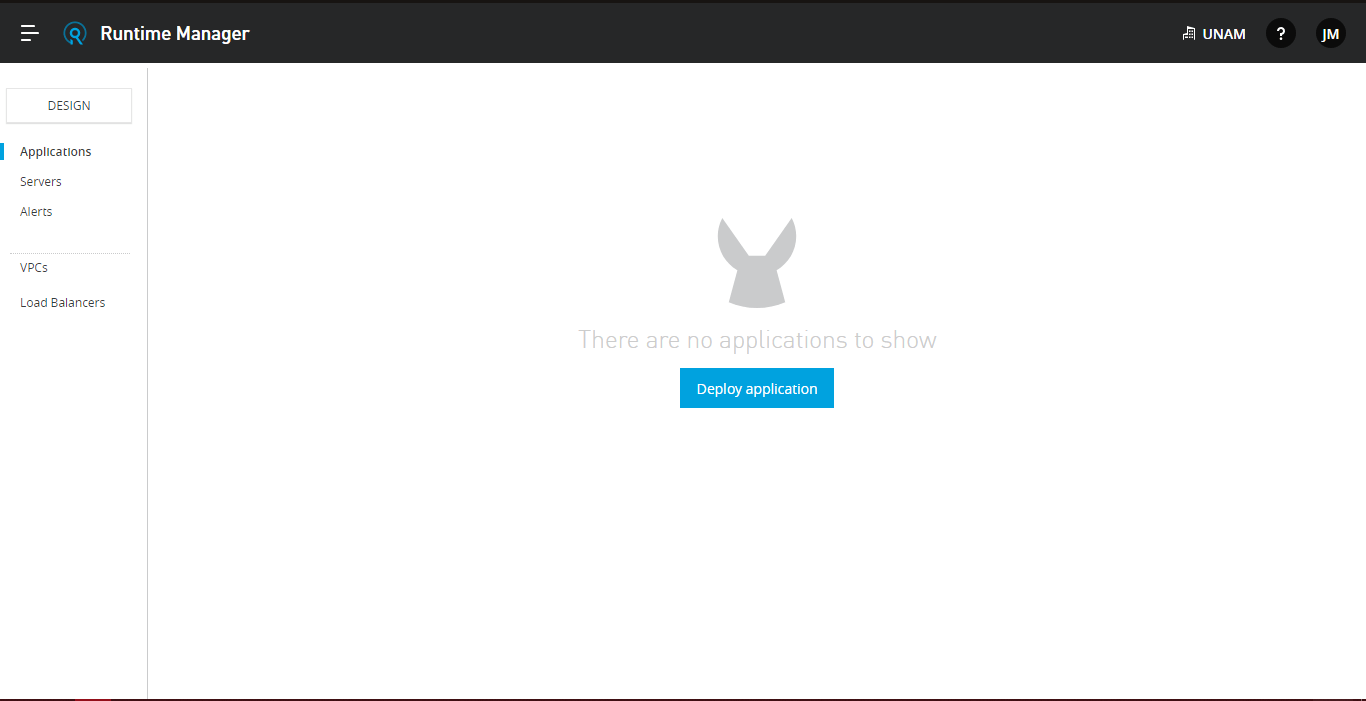 Runtime Manager
UNAM
?
JM
DESIGN
Applications
Servers
Alerts
VPCs
Load Balancers
There are no applications to show
Deploy application